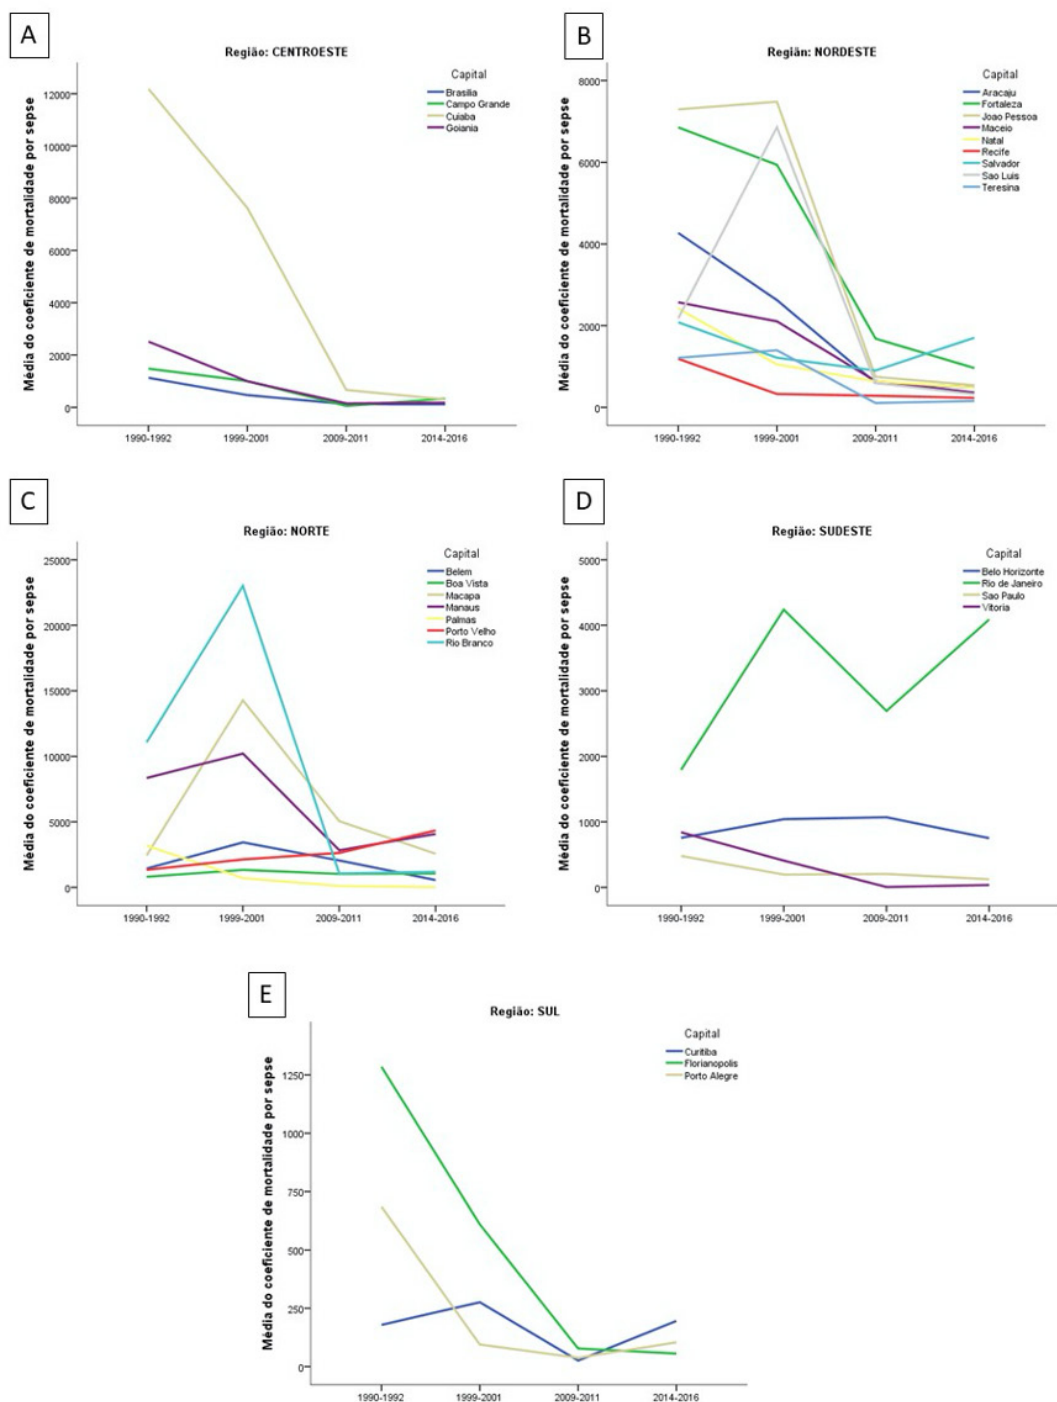 A
Região: CENTROESTE
Média do coeficiente de mortalidade por sepse
12000
10000
8000
6000
4000
2000
0
Capital
Brasilia
Campo Grande
Cuiaba
Goiania
1990-1992
1999-2001
2009-2011
2014-2016
B
Regiãn: NORDESTE
Média do coeficiente de mortalidade por sepse
8000
6000
4000
2000
0
Capital
Aracaju
Fortaleza
Joao Pessoa
Maceio
Natal
Recife
Salvador
Sao Luis
Teresina
1990-1992
1999-2001
2009-2011
2014-2016
C
Região: NORTE
Média do coeficiente de mortalidade por sepse
25000
20000
15000
10000
5000
0
Capital
Belem
Boa Vista
Macapa
Manaus
Palmas
Porto Velho
Rio Branco
1990-1992
1999-2001
2009-2011
2014-2016
D
Região: SUDESTE
Média do coeficiente de mortalidade por sepse
5000
4000
3000
2000
1000
0
Capital
Belo Horizonte
Rio de Janeiro
Sao Paulo
Vitoria
1990-1992
1999-2001
2009-2011
2014-2016
E
Região: SUL
Média do coeficiente de mortalidade por sepse
1250
1000
750
500
250
0
Capital
Curitiba
Florianopolis
Porto Alegre
1990-1992
1999-2001
2009-2011
2014-2016